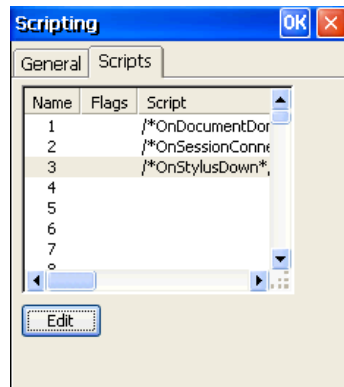 Scripting OK
General Scripts
Name Flags Script
1 /*OnDocumentDor
2 /*OnSessionConne
3 /*OnStylusDown*,
4
5
6
7
Edit